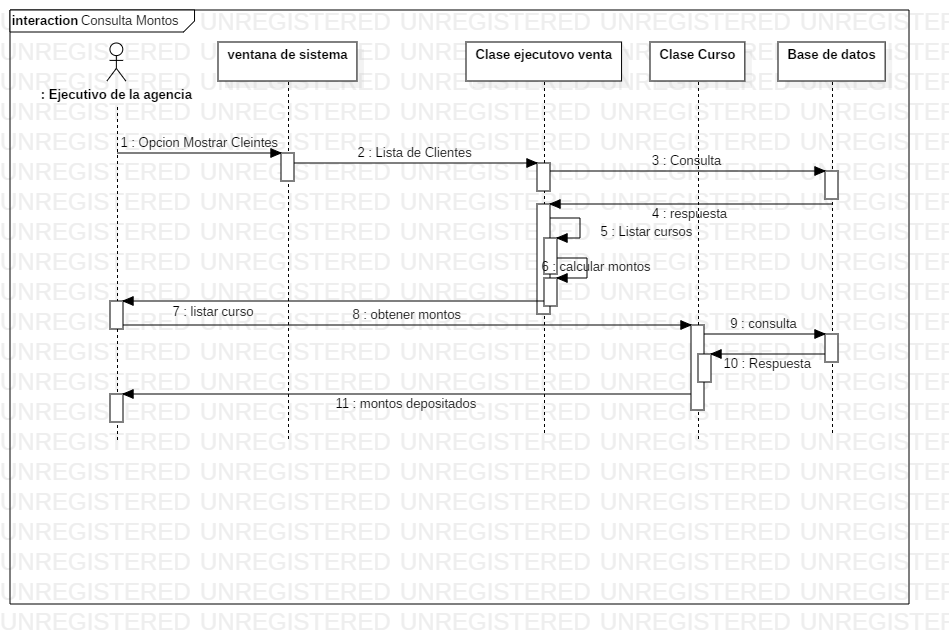 interaction Consulta Montos
: Ejecutivo de la agencia
ventana de sistema
Clase ejecutovo venta
Clase Curso
Base de datos
1 : Opcion Mostrar Cleintes
2 : Lista de Clientes
3 : Consulta
4 : respuesta
5 : Listar cursos
6 : calcular montos
7 : listar curso
8 : obtener montos
9 : consulta
10 : Respuesta
11 : montos depositados
UNREGISTERED